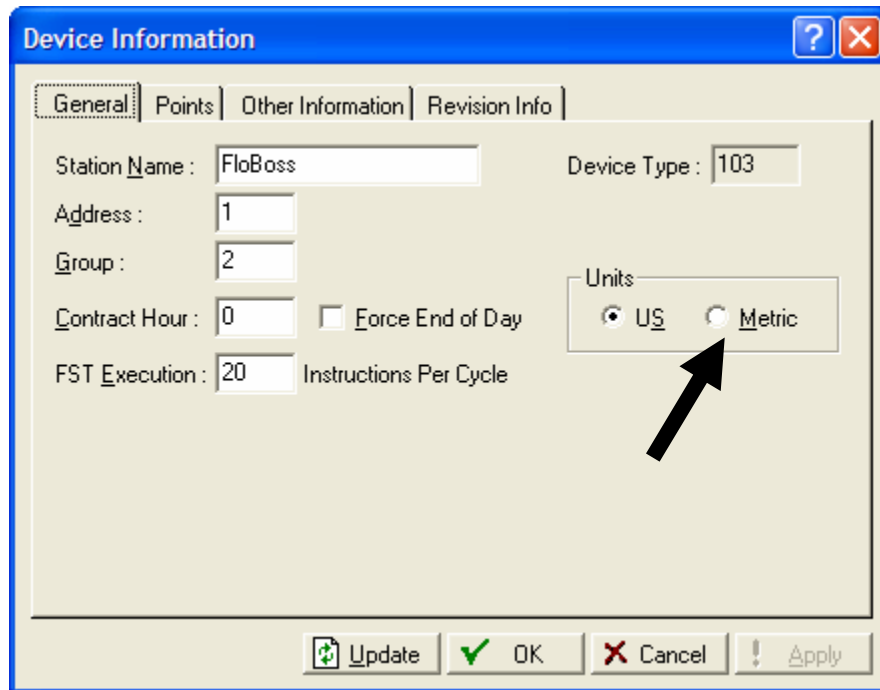 Device Information
General Points Other Information Revision Info
Station Name : FloBoss Device Type : 103
Address : 1
Group : 2
Units
Contract Hour : 0 Force End of Day US Metric
FST Execution : 20 Instructions Per Cycle
Update OK Cancel Apply